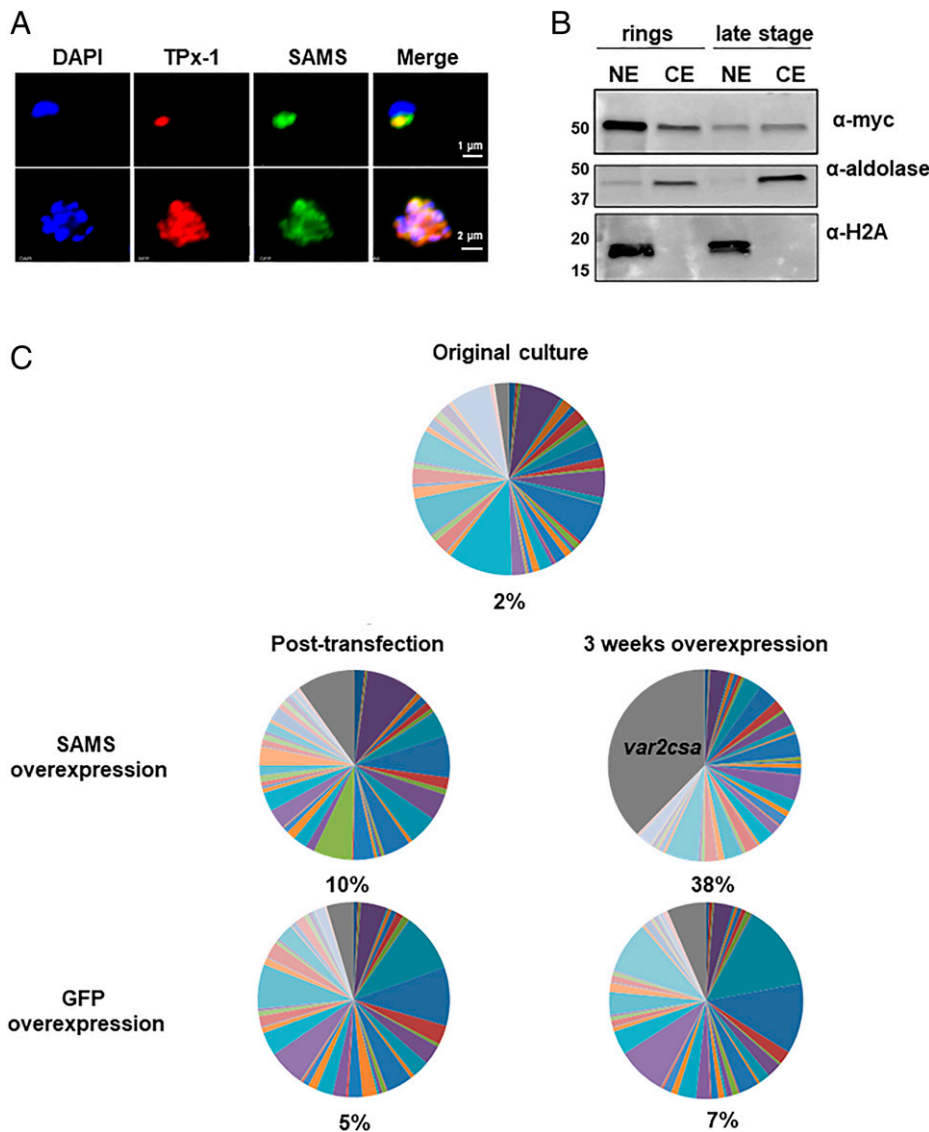 A
DAPI TPx-1 SAMS Merge
1 µm
2 µm
B
rings late stage
NE CE NE CE
50 α-myc
50 α-aldolase
37
20 α-H2A
15
C
Original culture
2%
Post-transfection 3 weeks overexpression
SAMS
overexpression
var2csa
10% 38%
GFP
overexpression
5% 7%